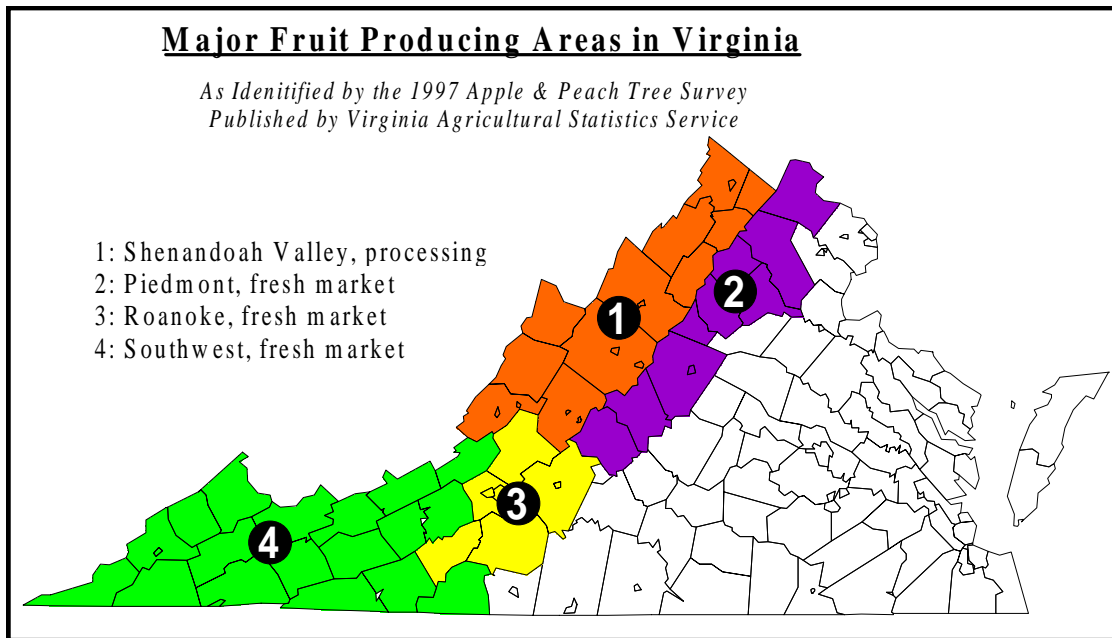 Major Fruit Producing Areas in Virginia
As Idenitified by the 1997 Apple & Peach Tree Survey
Published by Virginia Agricultural Statistics Service
1: Shenandoah Valley, processing
2: Piedmont, fresh market
3: Roanoke, fresh market
4: Southwest, fresh market
1
2
3
4